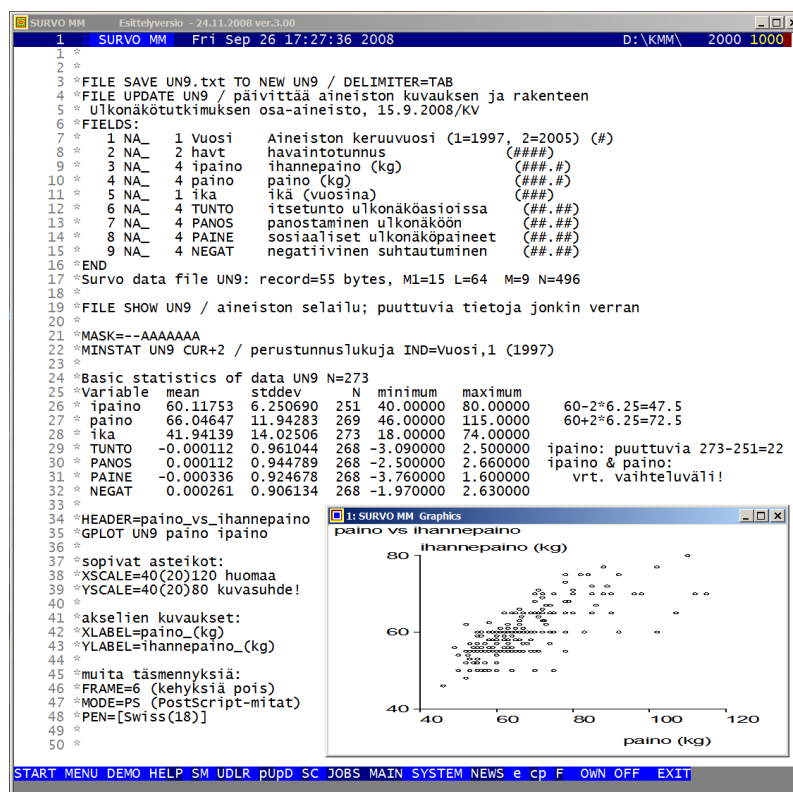 SURVO MM Esittelyversio - 24.11.2008 ver.3.00
1 SURVO MM Fri Sep 26 17:27:36 2008 D:\KMM\ 2000 1000
1 *
2 *
3 *FILE SAVE UN9.txt TO NEW UN9 / DELIMITER=TAB
4 *FILE UPDATE UN9 / päivittää aineiston kuvauksen ja rakenteen
5 * Ulkonäkötutkimuksen osa-aineisto, 15.9.2008/KV
6 *FIELDS:
7 * 1 NA_ 1 Vuosi Aineiston keruuvuosi (1=1997, 2=2005) (#)
8 * 2 NA_ 2 havt havaintotunnus (####)
9 * 3 NA_ 4 ipaino ihannepaino (kg) (###.#)
10 * 4 NA_ 4 paino paino (kg) (###.#)
11 * 5 NA_ 1 ika ikä (vuosina) (###)
12 * 6 NA_ 4 TUNTO itsetunto ulkonäköasioissa (##.##)
13 * 7 NA_ 4 PANOS panostaminen ulkonäköön (##.##)
14 * 8 NA_ 4 PAINE sosiaaliset ulkonäköpaineet (##.##)
15 * 9 NA_ 4 NEGAT negatiivinen suhtautuminen (##.##)
16 *END
17 *Survo data file UN9: record=55 bytes, M1=15 L=64 M=9 N=496
18 *
19 *FILE SHOW UN9 / aineiston selailu; puuttuvia tietoja jonkin verran
20 *
21 *MASK=--AAAAAAA
22 *MINSTAT UN9 CUR+2 / perustunnuslukuja IND=Vuosi,1 (1997)
23 *
24 *Basic statistics of data UN9 N=273
25 *Variable mean stddev N minimum maximum
26 * ipaino 60.11753 6.250690 251 40.00000 80.00000 60-2*6.25=47.5
27 * paino 66.04647 11.94283 269 46.00000 115.0000 60+2*6.25=72.5
28 * ika 41.94139 14.02506 273 18.00000 74.00000
29 * TUNTO -0.000112 0.961044 268 -3.090000 2.500000 ipaino: puuttuvia 273-251=22
30 * PANOS 0.000112 0.944789 268 -2.500000 2.660000 ipaino & paino:
31 * PAINE -0.000336 0.924678 268 -3.760000 1.600000 vrt. vaihteluväli!
32 * NEGAT 0.000261 0.906134 268 -1.970000 2.630000
33 *
34 *HEADER=paino_vs_ihannepaino
35 *GPLOT UN9 paino ipaino
36 *
37 *sopivat asteikot:
38 *XSCALE=40(20)120 huomaa
39 *YSCALE=40(20)80 kuvasuhde!
40 *
41 *akselien kuvaukset:
42 *XLABEL=paino_(kg)
43 *YLABEL=ihannepaino_(kg)
44 *
45 *muita täsmennyksiä:
46 *FRAME=6 (kehyksiä pois)
47 *MODE=PS (PostScript-mitat)
48 *PEN=[Swiss(18)]
49 *
50 *
1: SURVO MM Graphics
paino vs ihannepaino
ihannepaino (kg)
80
60
40
40 60 80 100 120
paino (kg)
START MENU DEMO HELP SM UDLR pUpD SC JOBS MAIN SYSTEM NEWS e cp F OWN OFF EXIT